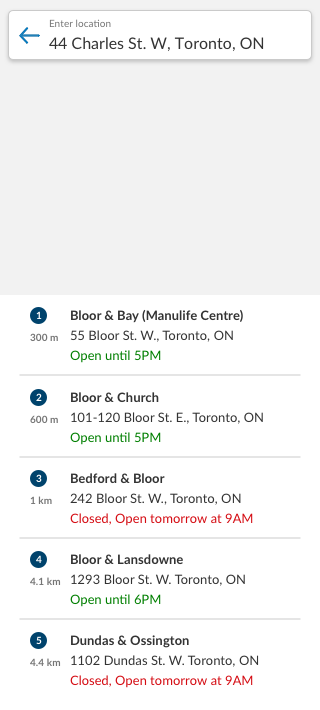 Enter location
44 Charles St. W, Toronto, ON
1 Bloor & Bay (Manulife Centre)
300 m 55 Bloor St. W., Toronto, ON
Open until 5PM
2 Bloor & Church
600 m 101-120 Bloor St. E., Toronto, ON
Open until 5PM
3 Bedford & Bloor
1 km 242 Bloor St. W., Toronto, ON
Closed, Open tomorrow at 9AM
4 Bloor & Lansdowne
4.1 km 1293 Bloor St. W. Toronto, ON
Open until 6PM
5 Dundas & Ossington
4.4 km 1102 Dundas St. W. Toronto, ON
Closed, Open tomorrow at 9AM